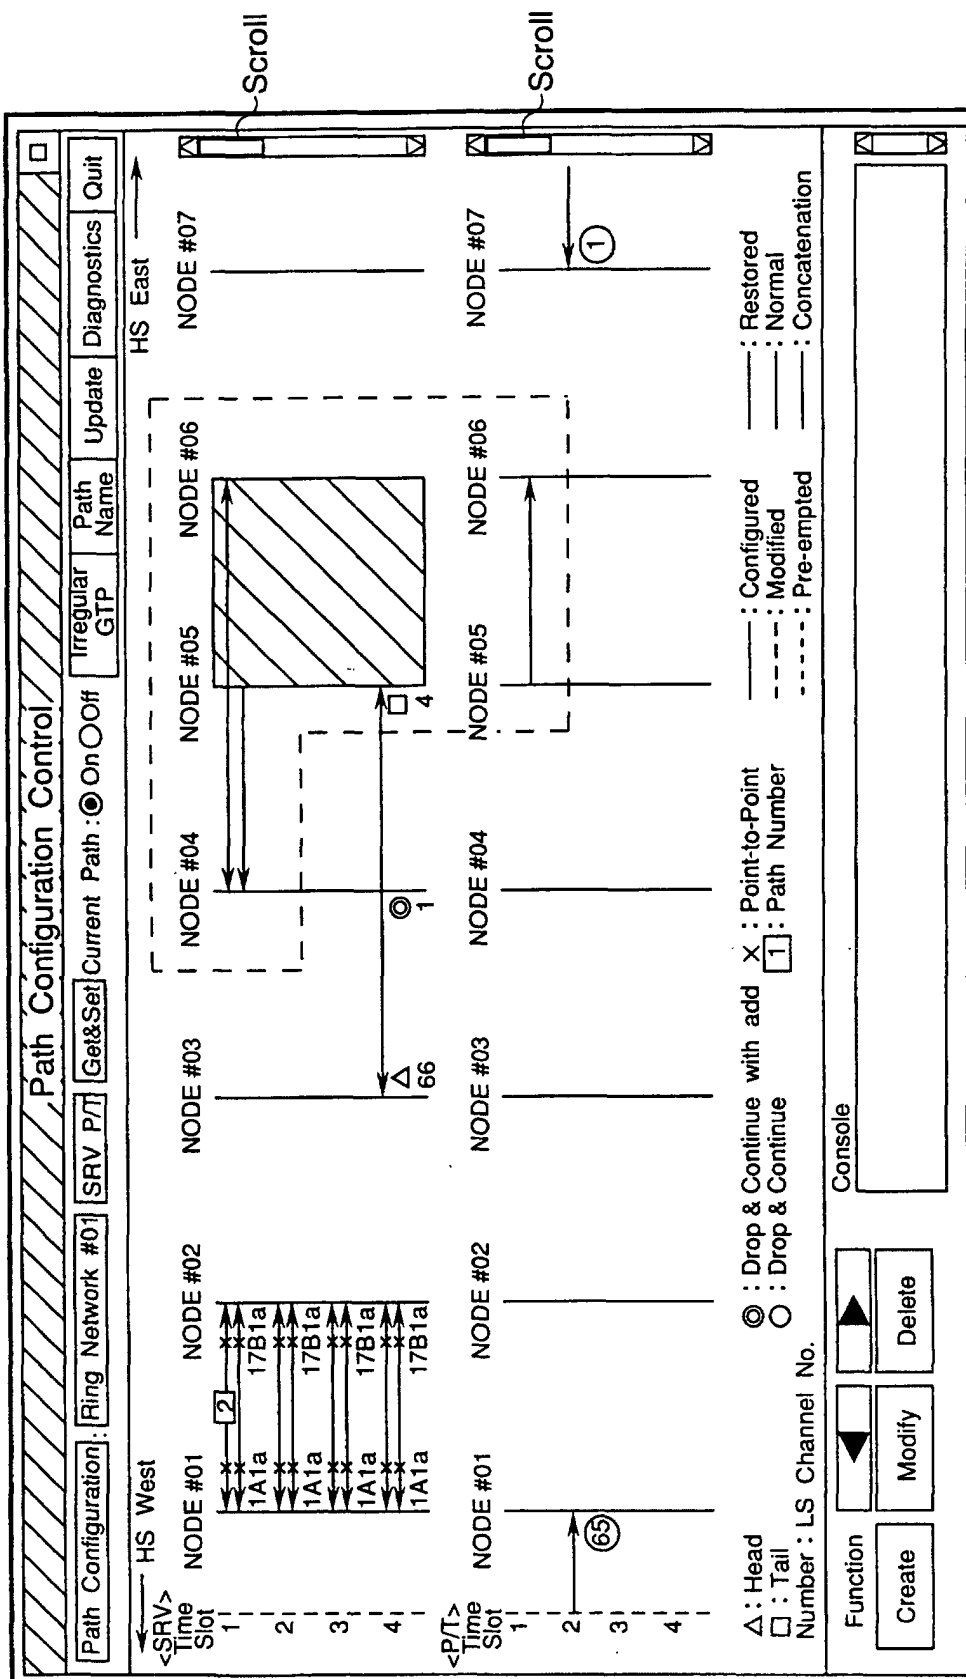 Path Configuration Control
Path Configuration : Ring Network #01 SRV P/T Get&Set Current Path : On Off Irregular GTP Path Name Update Diagnostics Quit
HS West
HS East
<SRV>
Time Slot
NODE #01 NODE #02 NODE #03 NODE #04 NODE #05 NODE #06 NODE #07
Scroll
1
2
1A1a 17B1a
2
1A1a 17B1a
3
1A1a 17B1a
4
1A1a 17B1a
66
1
4
<P/T>
Time Slot
NODE #01 NODE #02 NODE #03 NODE #04 NODE #05 NODE #06 NODE #07
Scroll
1
2
65
1
3
4
△ : Head
□ : Tail
Number : LS Channel No.
◎ : Drop & Continue with add
○ : Drop & Continue
× : Point-to-Point
1 : Path Number
: Configured
: Modified
: Pre-empted
: Restored
: Normal
: Concatenation
Function
Create Modify Delete
Console